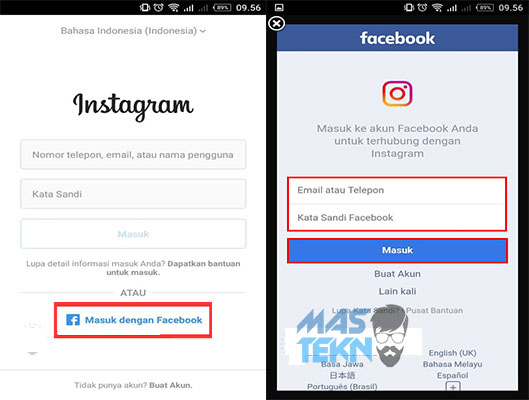 89% 09.56
Bahasa Indonesia (Indonesia)
Instagram
Nomor telepon, email, atau nama pengguna
Kata Sandi
Masuk
Lupa detail informasi masuk Anda? Dapatkan bantuan
untuk masuk.
ATAU
Masuk dengan Facebook
Tidak punya akun? Buat Akun.
89% 09.56
facebook
Masuk ke akun Facebook Anda
untuk terhubung dengan
Instagram
Email atau Telepon
Kata Sandi Facebook
Masuk
Buat Akun
Lain kali
Lupa Kata Sandi? · Pusat Bantuan
MAS
TEKN
English (UK)
Basa Jawa
Bahasa Melayu
日本語
Español
Português (Brasil)
+